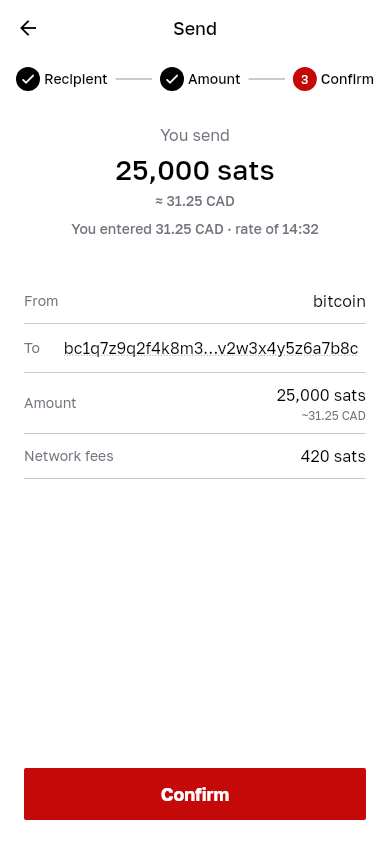 Send
Recipient Amount 3 Confirm
You send
25,000 sats
≈ 31.25 CAD
You entered 31.25 CAD · rate of 14:32
From bitcoin
To bc1q7z9q2f4k8m3...v2w3x4y5z6a7b8c
Amount 25,000 sats
~31.25 CAD
Network fees 420 sats
Confirm